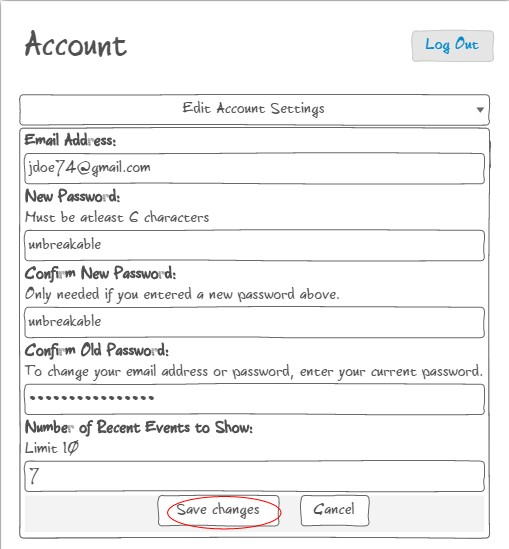 Account
Log Out
Edit Account Settings
Email Address:
jdoe74@gmail.com
New Password:
Must be atleast 6 characters
unbreakable
Confirm New Password:
Only needed if you entered a new password above.
unbreakable
Confirm Old Password:
To change your email address or password, enter your current password.
••••••••••••••••
Number of Recent Events to Show:
Limit 10
7
Save changes
Cancel